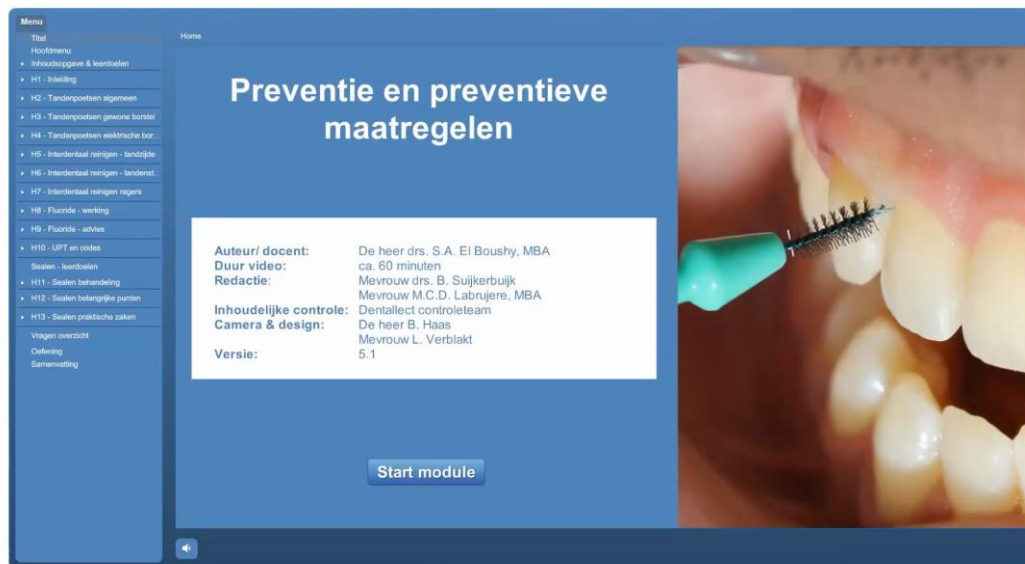 Menu
Titel
Hoofdmenu
Inhoudsopgave & leerdoelen
H1 - Inleiding
H2 - Tandenpoetsen algemeen
H3 - Tandenpoetsen gewone borstel
H4 - Tandenpoetsen elektrische bor...
H5 - Interdentaal reinigen - tandzijde
H6 - Interdentaal reinigen - tandenst...
H7 - Interdentaal reinigen ragers
H8 - Fluoride - werking
H9 - Fluoride - advies
H10 - UPT en codes
Sealen - leerdoelen
H11 - Sealen behandeling
H12 - Sealen belangrijke punten
H13 - Sealen praktische zaken
Vragen overzicht
Oefening
Samenvatting
Home
Preventie en preventieve
maatregelen
Auteur/ docent: De heer drs. S.A. El Boushy, MBA
Duur video: ca. 60 minuten
Redactie: Mevrouw drs. B. Suijkerbuijk
Mevrouw M.C.D. Labrujere, MBA
Inhoudelijke controle: Dentallect controleteam
Camera & design: De heer B. Haas
Mevrouw L. Verblakt
Versie: 5.1
Start module